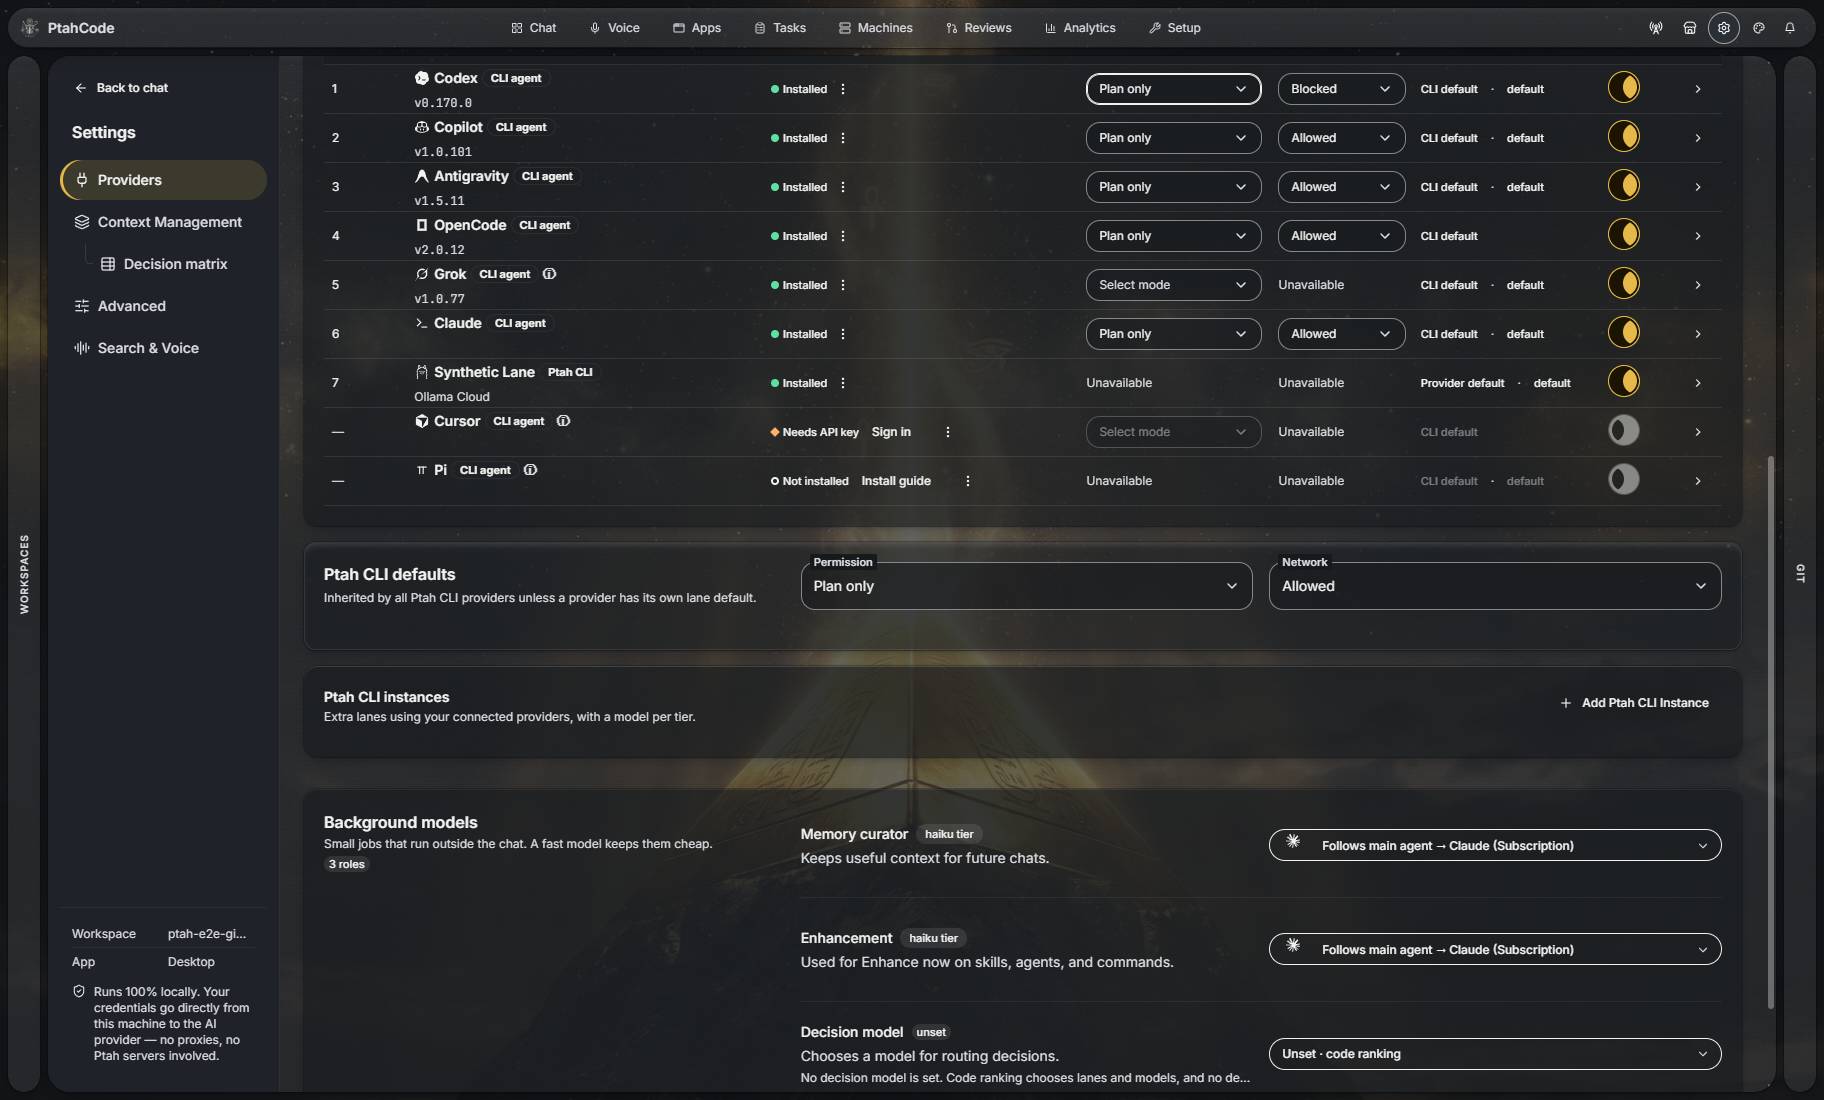 PtahCode
Chat
Voice
Apps
Tasks
Machines
Reviews
Analytics
Setup
WORKSPACES
GIT
Back to chat
Settings
Providers
Context Management
Decision matrix
Advanced
Search & Voice
Workspace ptah-e2e-gi...
App Desktop
Runs 100% locally. Your
credentials go directly from
this machine to the AI
provider — no proxies, no
Ptah servers involved.
1 Codex CLI agent Installed Plan only Blocked CLI default · default
v0.170.0
2 Copilot CLI agent Installed Plan only Allowed CLI default · default
v1.0.101
3 Antigravity CLI agent Installed Plan only Allowed CLI default · default
v1.5.11
4 OpenCode CLI agent Installed Plan only Allowed CLI default
v2.0.12
5 Grok CLI agent Installed Select mode Unavailable CLI default · default
v1.0.77
6 Claude CLI agent Installed Plan only Allowed CLI default · default
7 Synthetic Lane Ptah CLI Installed Unavailable Unavailable Provider default · default
Ollama Cloud
— Cursor CLI agent Needs API key Sign in Select mode Unavailable CLI default
— Pi CLI agent Not installed Install guide Unavailable Unavailable CLI default · default
Ptah CLI defaults
Inherited by all Ptah CLI providers unless a provider has its own lane default.
Permission
Plan only
Network
Allowed
Ptah CLI instances
Extra lanes using your connected providers, with a model per tier.
+ Add Ptah CLI Instance
Background models
Small jobs that run outside the chat. A fast model keeps them cheap.
3 roles
Memory curator haiku tier
Keeps useful context for future chats.
Follows main agent → Claude (Subscription)
Enhancement haiku tier
Used for Enhance now on skills, agents, and commands.
Follows main agent → Claude (Subscription)
Decision model unset
Chooses a model for routing decisions.
No decision model is set. Code ranking chooses lanes and models, and no de...
Unset · code ranking